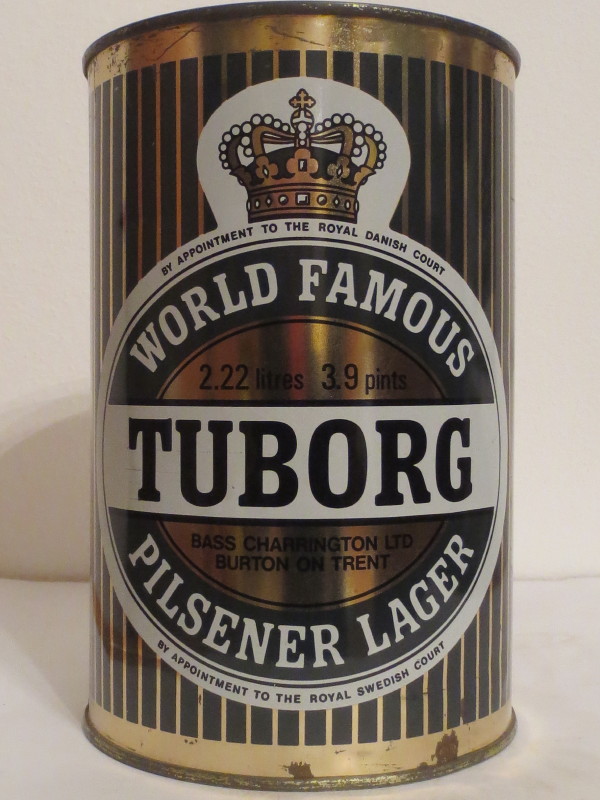 BY APPOINTMENT TO THE ROYAL DANISH COURT
WORLD FAMOUS
2.22 litres 3.9 pints
TUBORG
BASS CHARRINGTON LTD
BURTON ON TRENT
PILSENER LAGER
BY APPOINTMENT TO THE ROYAL SWEDISH COURT